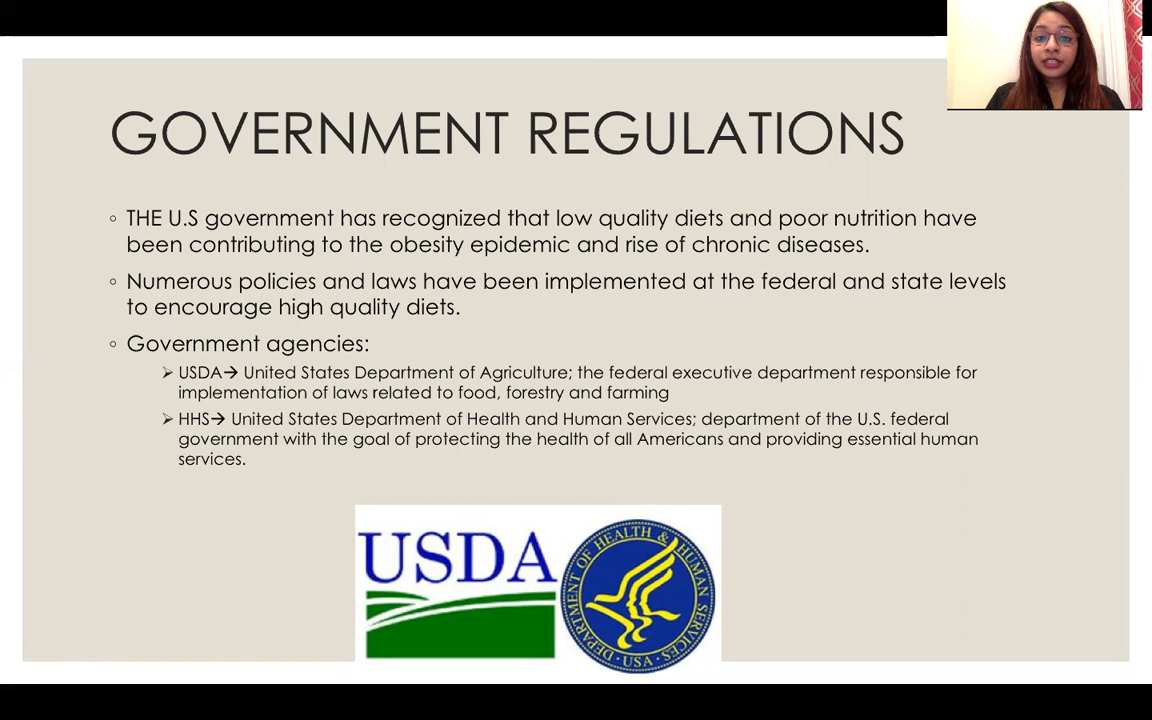 GOVERNMENT REGULATIONS
◦ THE U.S government has recognized that low quality diets and poor nutrition have
been contributing to the obesity epidemic and rise of chronic diseases.
◦ Numerous policies and laws have been implemented at the federal and state levels
to encourage high quality diets.
◦ Government agencies:
➢ USDA→ United States Department of Agriculture; the federal executive department responsible for
implementation of laws related to food, forestry and farming
➢ HHS→ United States Department of Health and Human Services; department of the U.S. federal
government with the goal of protecting the health of all Americans and providing essential human
services.
USDA
DEPARTMENT OF HEALTH & HUMAN SERVICES · USA ·